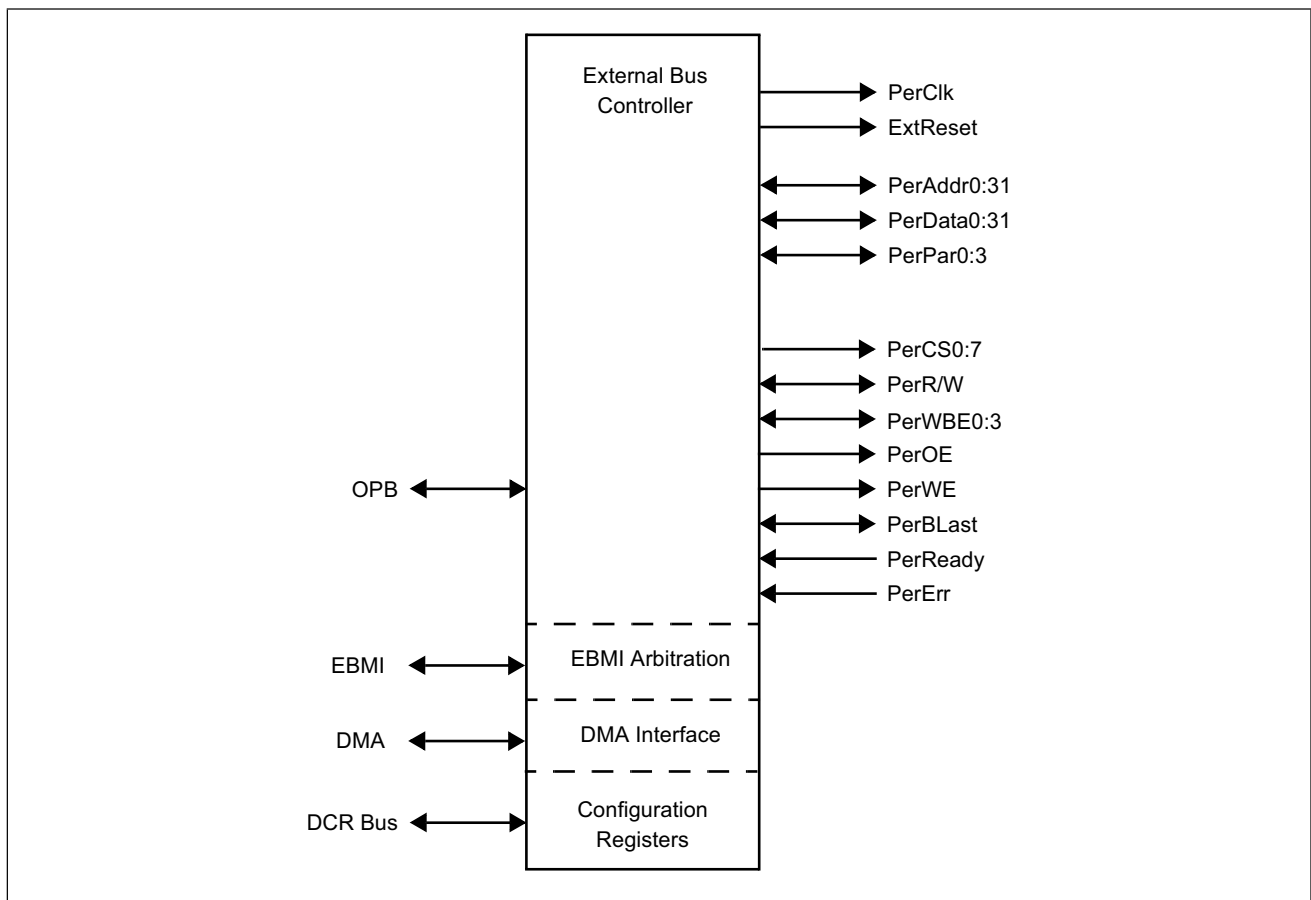 External Bus
Controller
PerClk
ExtReset
PerAddr0:31
PerData0:31
PerPar0:3
PerCS0:7
PerR/W
PerWBE0:3
PerOE
OPB
PerWE
PerBLast
PerReady
PerErr
EBMI
EBMI Arbitration
DMA
DMA Interface
DCR Bus
Configuration
Registers